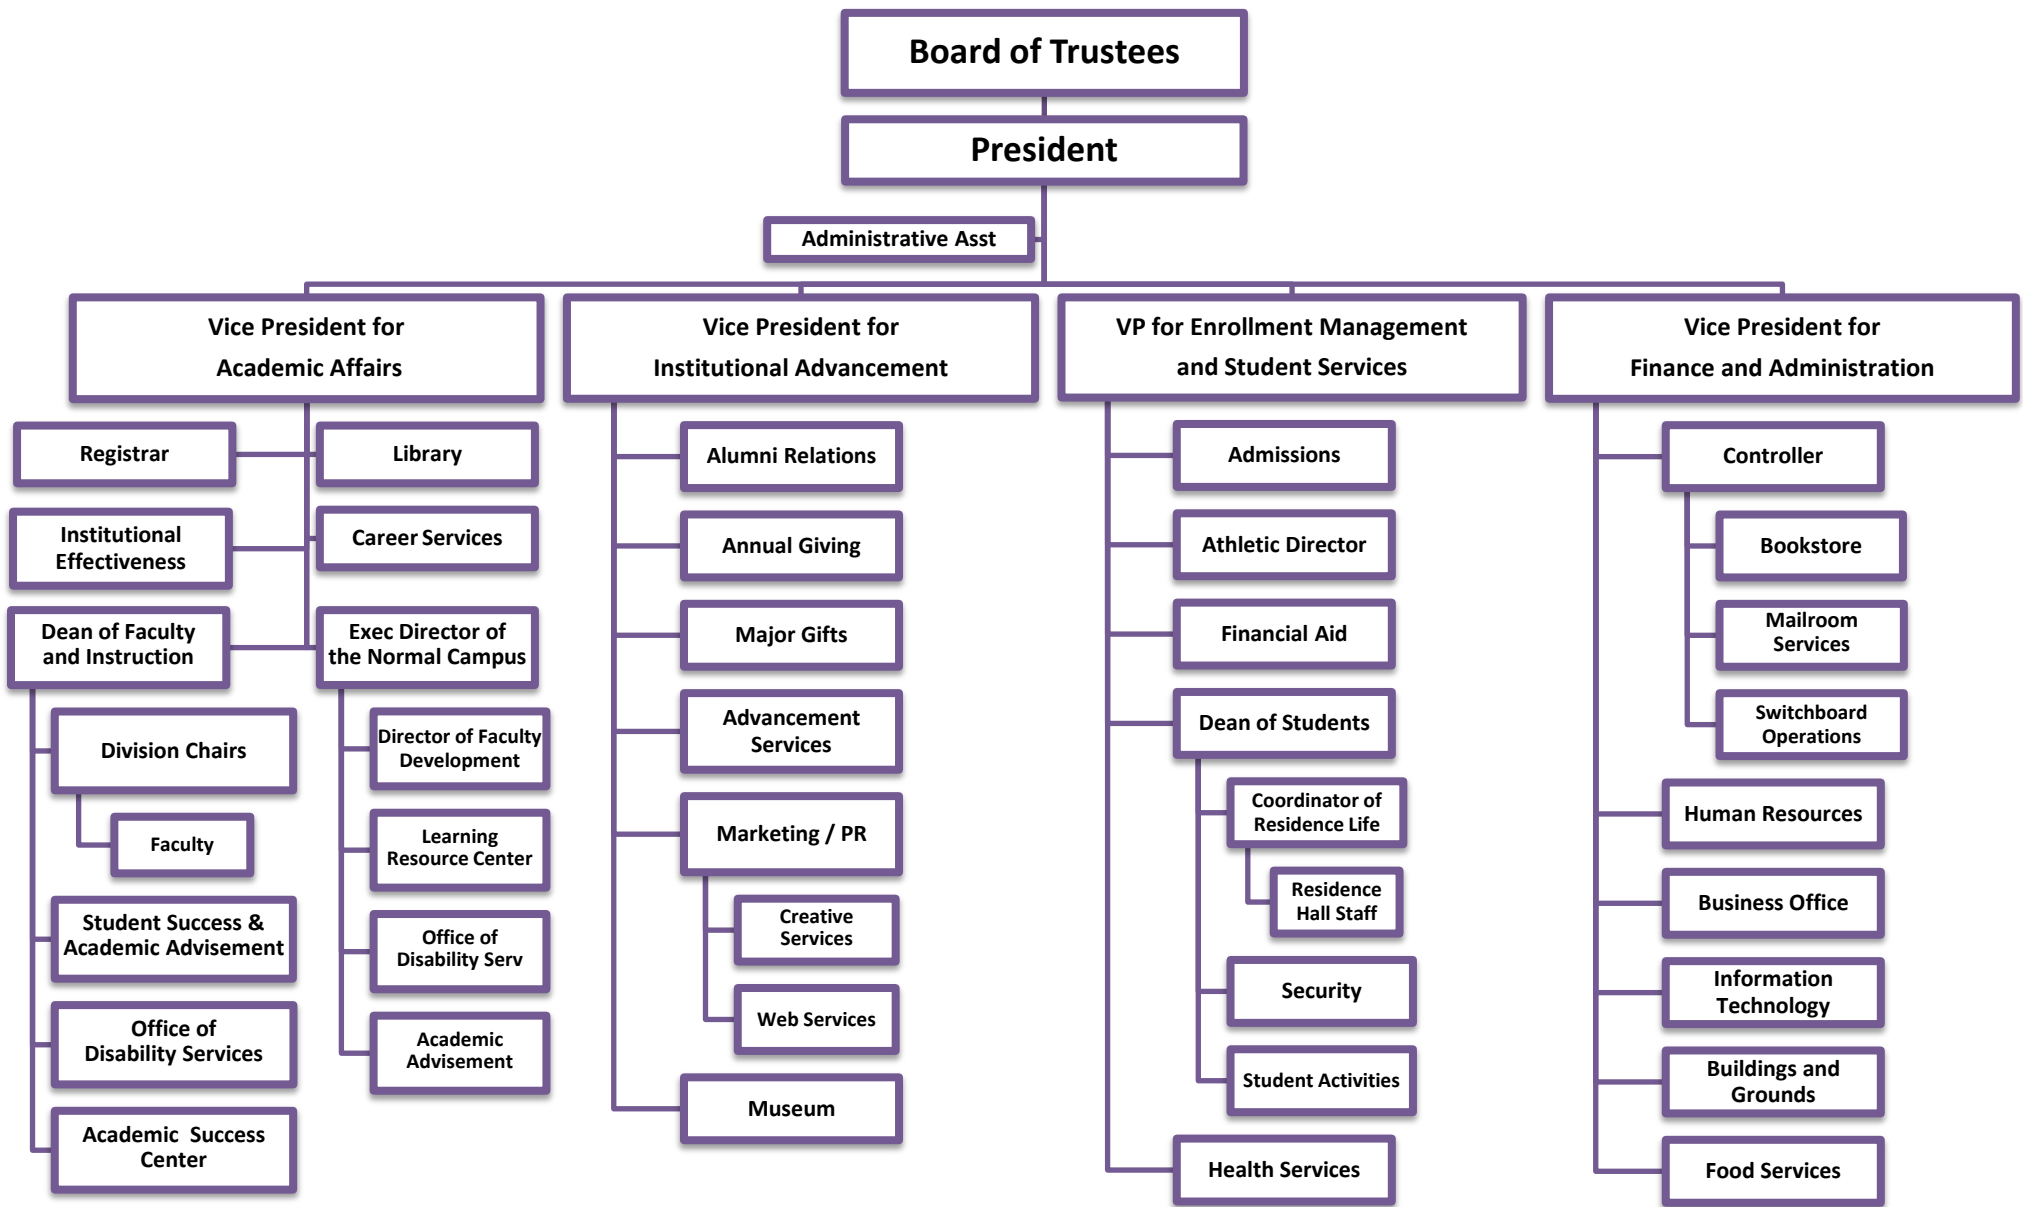 Board of Trustees
President
Administrative Asst
Vice President for
Academic Affairs
Registrar
Library
Institutional
Effectiveness
Career Services
Dean of Faculty
and Instruction
Exec Director of
the Normal Campus
Division Chairs
Faculty
Student Success &
Academic Advisement
Office of
Disability Services
Academic  Success
Center
Director of Faculty
Development
Learning
Resource Center
Office of
Disability Serv
Academic
Advisement
Vice President for
Institutional Advancement
Alumni Relations
Annual Giving
Major Gifts
Advancement
Services
Marketing / PR
Creative
Services
Web Services
Museum
VP for Enrollment Management
and Student Services
Admissions
Athletic Director
Financial Aid
Dean of Students
Coordinator of
Residence Life
Residence
Hall Staff
Security
Student Activities
Health Services
Vice President for
Finance and Administration
Controller
Bookstore
Mailroom
Services
Switchboard
Operations
Human Resources
Business Office
Information
Technology
Buildings and
Grounds
Food Services